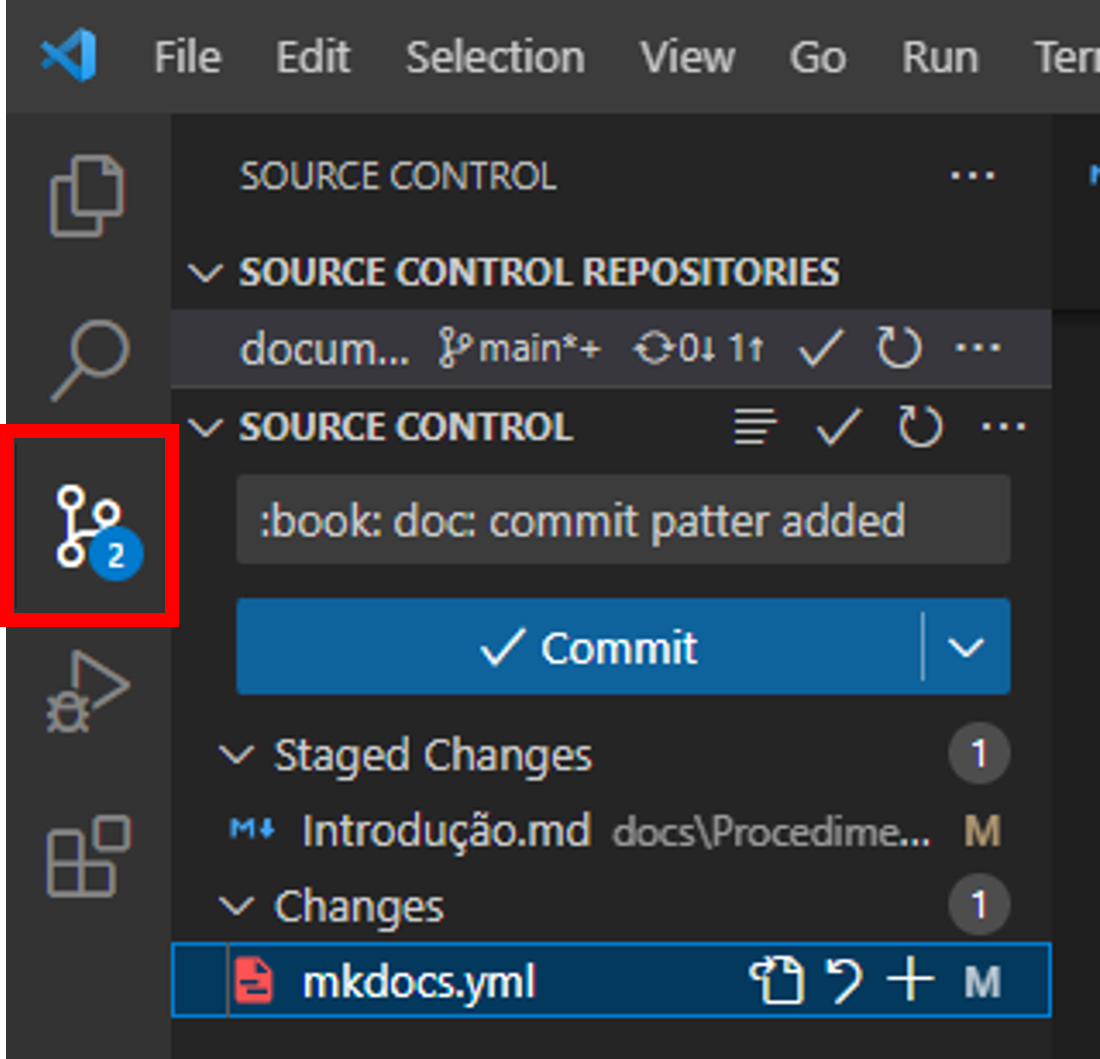 File Edit Selection View Go Run Ter
SOURCE CONTROL ...
SOURCE CONTROL REPOSITORIES
docum... main*+ 0↓ 1↑ ...
SOURCE CONTROL ...
:book: doc: commit patter added
2
Commit
Staged Changes 1
M↓ Introdução.md docs\Procedime... M
Changes 1
mkdocs.yml M